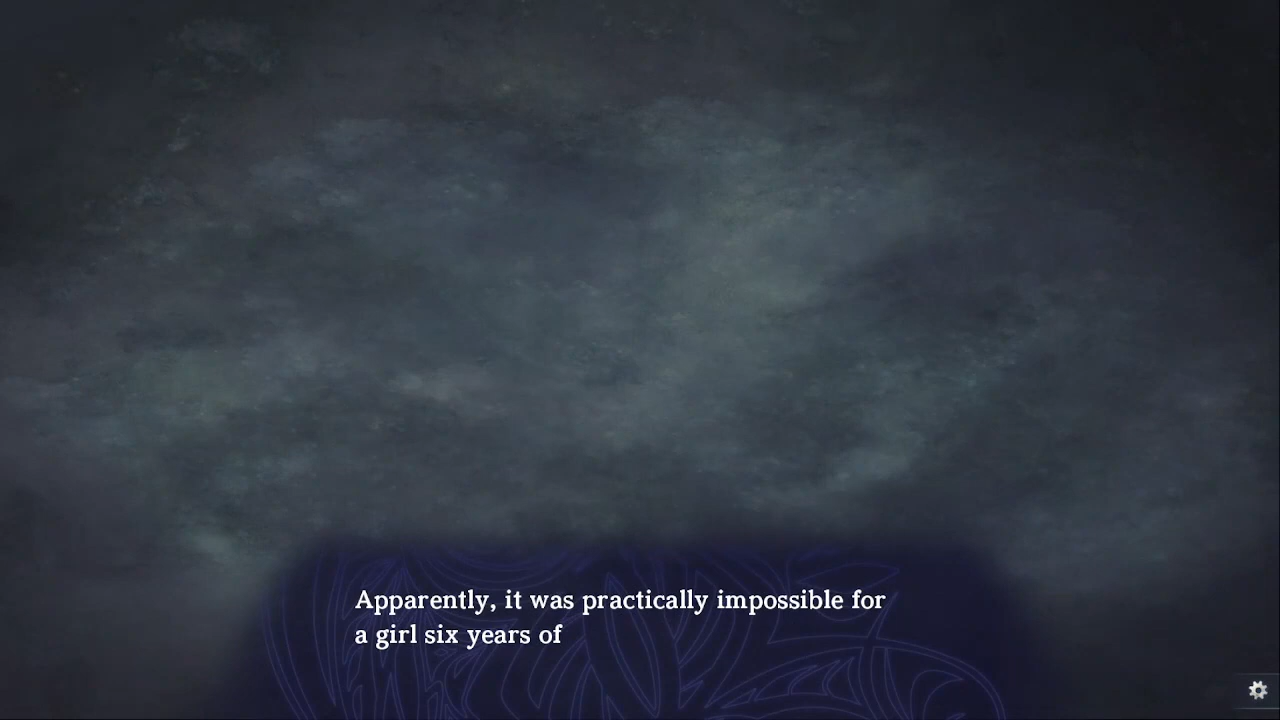 Apparently, it was practically impossible for
a girl six years of